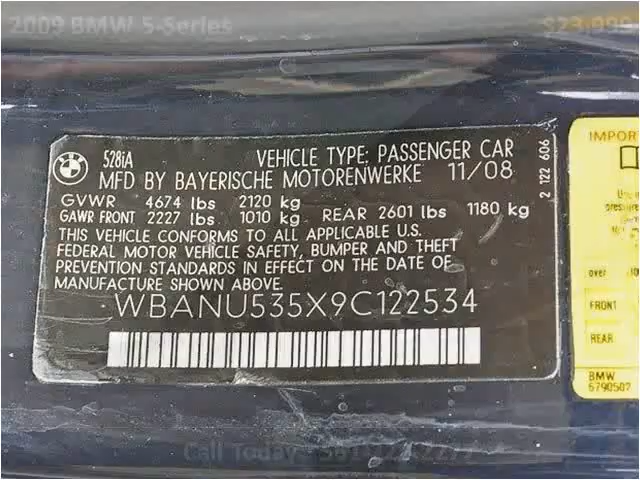 2009 BMW 5-Series
528iA VEHICLE TYPE: PASSENGER CAR
MFD BY BAYERISCHE MOTORENWERKE 11/08
GVWR 4674 lbs 2120 kg
GAWR FRONT 2227 lbs 1010 kg REAR 2601 lbs 1180 kg
THIS VEHICLE CONFORMS TO ALL APPLICABLE U.S.
FEDERAL MOTOR VEHICLE SAFETY, BUMPER AND THEFT
PREVENTION STANDARDS IN EFFECT ON THE DATE OF
MANUFACTURE SHOWN ABOVE.
WBANU535X9C122534
2 122 606
IMPOR
over
FRONT
REAR
BMW
6790507
Call Today